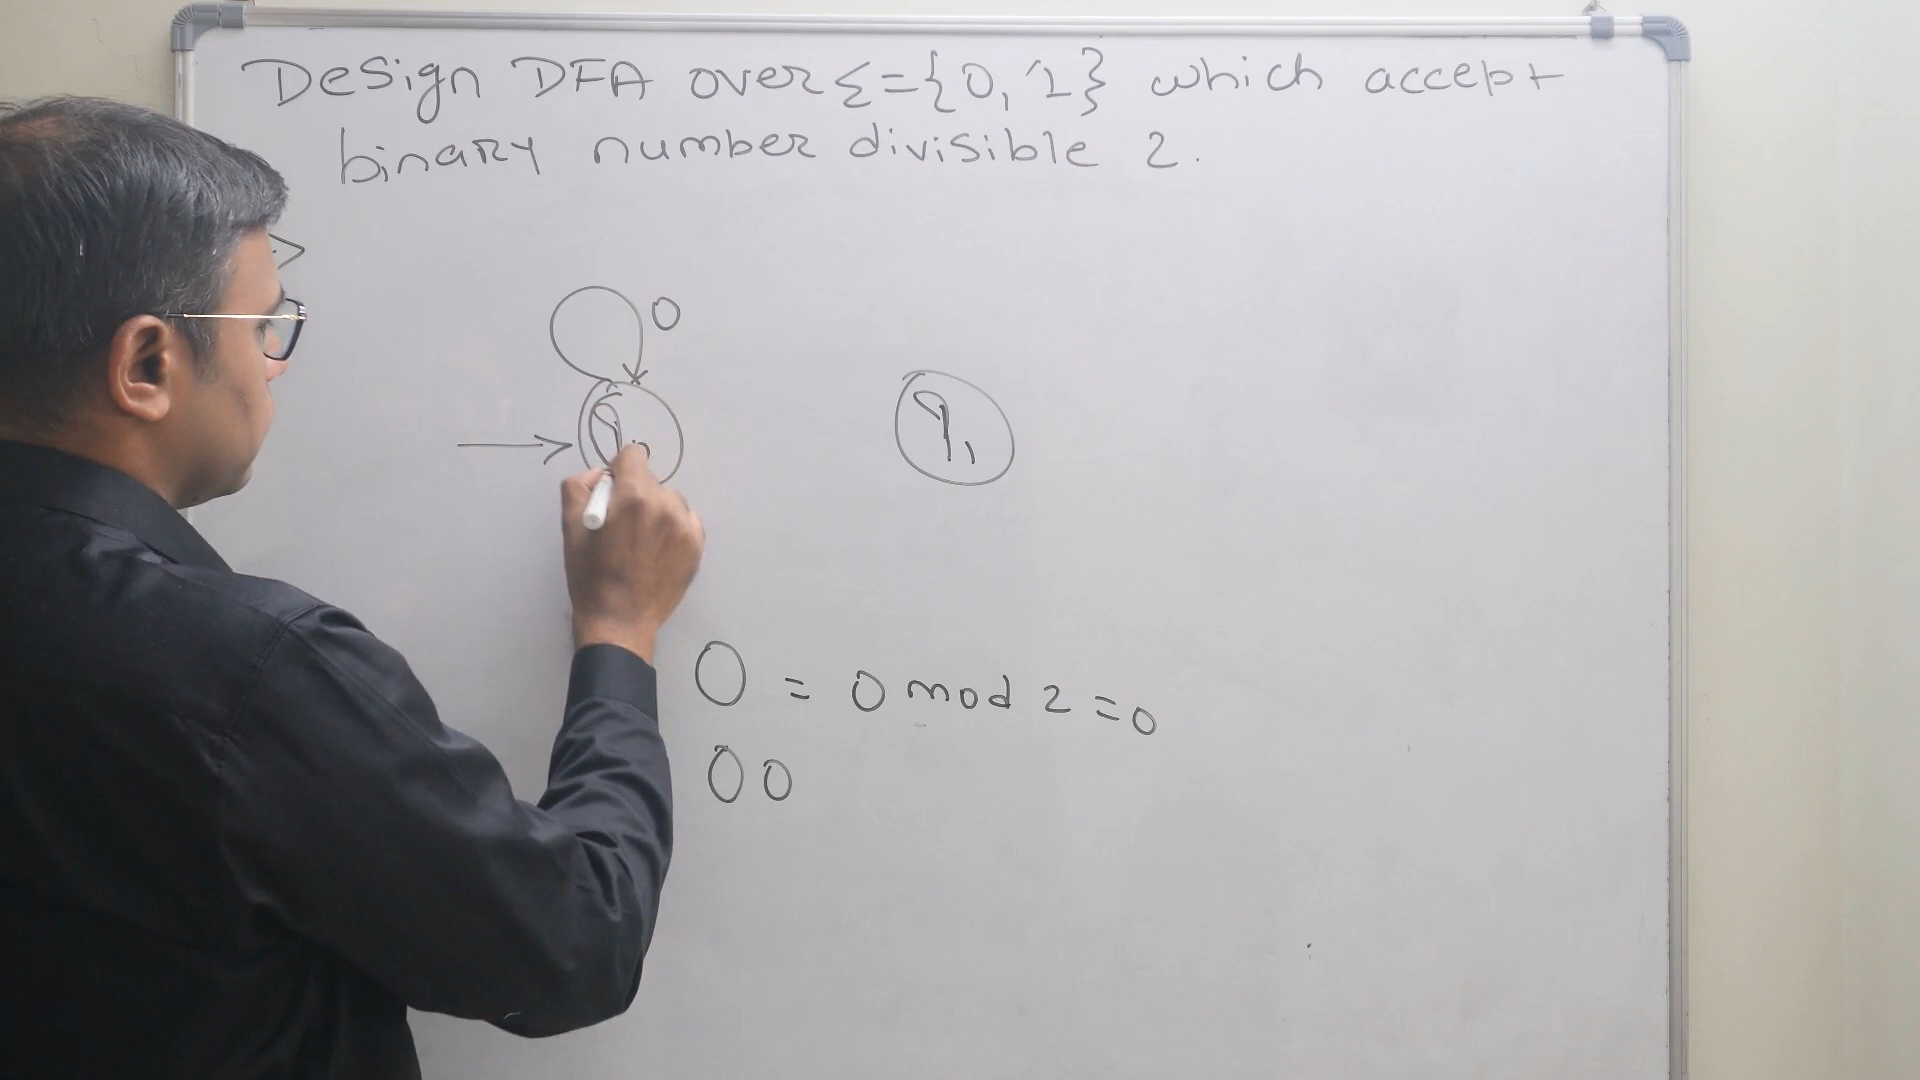 Design DFA over Σ={0,1} which accept
binary number divisible 2.
0
q0 q1
0 = 0 mod 2 = 0
00